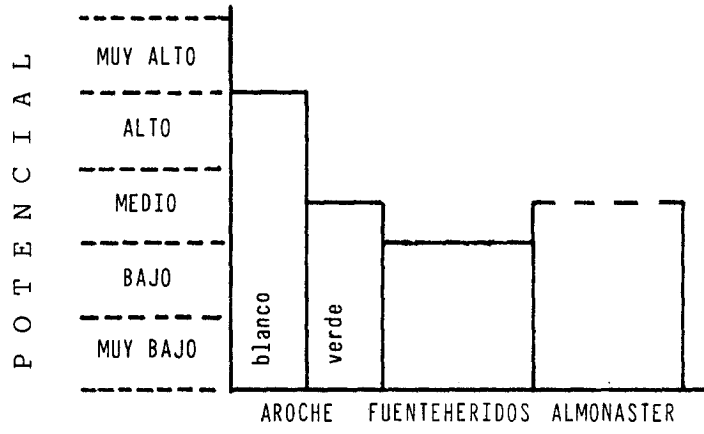 POTENCIAL
MUY ALTO
ALTO
MEDIO
BAJO
MUY BAJO
blanco
verde
AROCHE FUENTEHERIDOS ALMONASTER